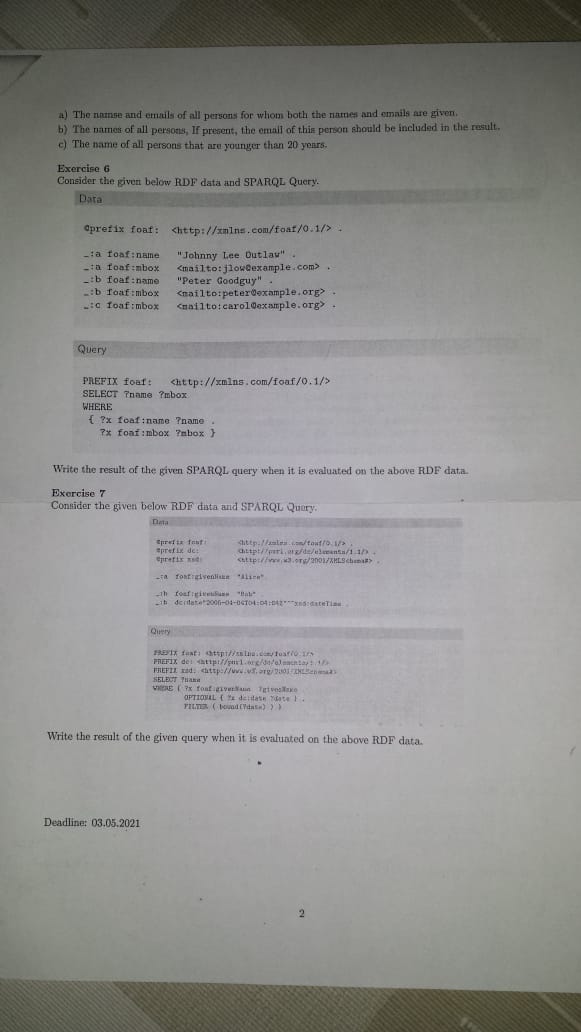 a) The namse and emails of all persons for whom both the names and emails are given.
b) The names of all persons, If present, the email of this person should be included in the result.
c) The name of all persons that are younger than 20 years.
Exercise 6
Consider the given below RDF data and SPARQL Query.
Data
@prefix foaf: <http://xmlns.com/foaf/0.1/> .
_:a foaf:name "Johnny Lee Outlaw" .
_:a foaf:mbox <mailto:jlow@example.com> .
_:b foaf:name "Peter Goodguy" .
_:b foaf:mbox <mailto:peter@example.org> .
_:c foaf:mbox <mailto:carol@example.org> .
Query
PREFIX foaf: <http://xmlns.com/foaf/0.1/>
SELECT ?name ?mbox
WHERE
{ ?x foaf:name ?name .
?x foaf:mbox ?mbox }
Write the result of the given SPARQL query when it is evaluated on the above RDF data.
Exercise 7
Consider the given below RDF data and SPARQL Query.
Data
@prefix foaf: <http://xmlns.com/foaf/0.1/> .
@prefix dc: <http://purl.org/dc/elements/1.1/> .
@prefix xsd: <http://www.w3.org/2001/XMLSchema#> .
_:a foaf:givenName "Alice" .
_:b foaf:givenName "Bob" .
_:b dc:date "2005-04-04T04:04:04Z"^^xsd:dateTime .
Query
PREFIX foaf: <http://xmlns.com/foaf/0.1/>
PREFIX dc: <http://purl.org/dc/elements/1.1/>
PREFIX xsd: <http://www.w3.org/2001/XMLSchema#>
SELECT ?name
WHERE { ?x foaf:givenName ?givenName
OPTIONAL { ?x dc:date ?date } .
FILTER ( bound(?date) ) }
Write the result of the given query when it is evaluated on the above RDF data.
Deadline: 03.05.2021
2